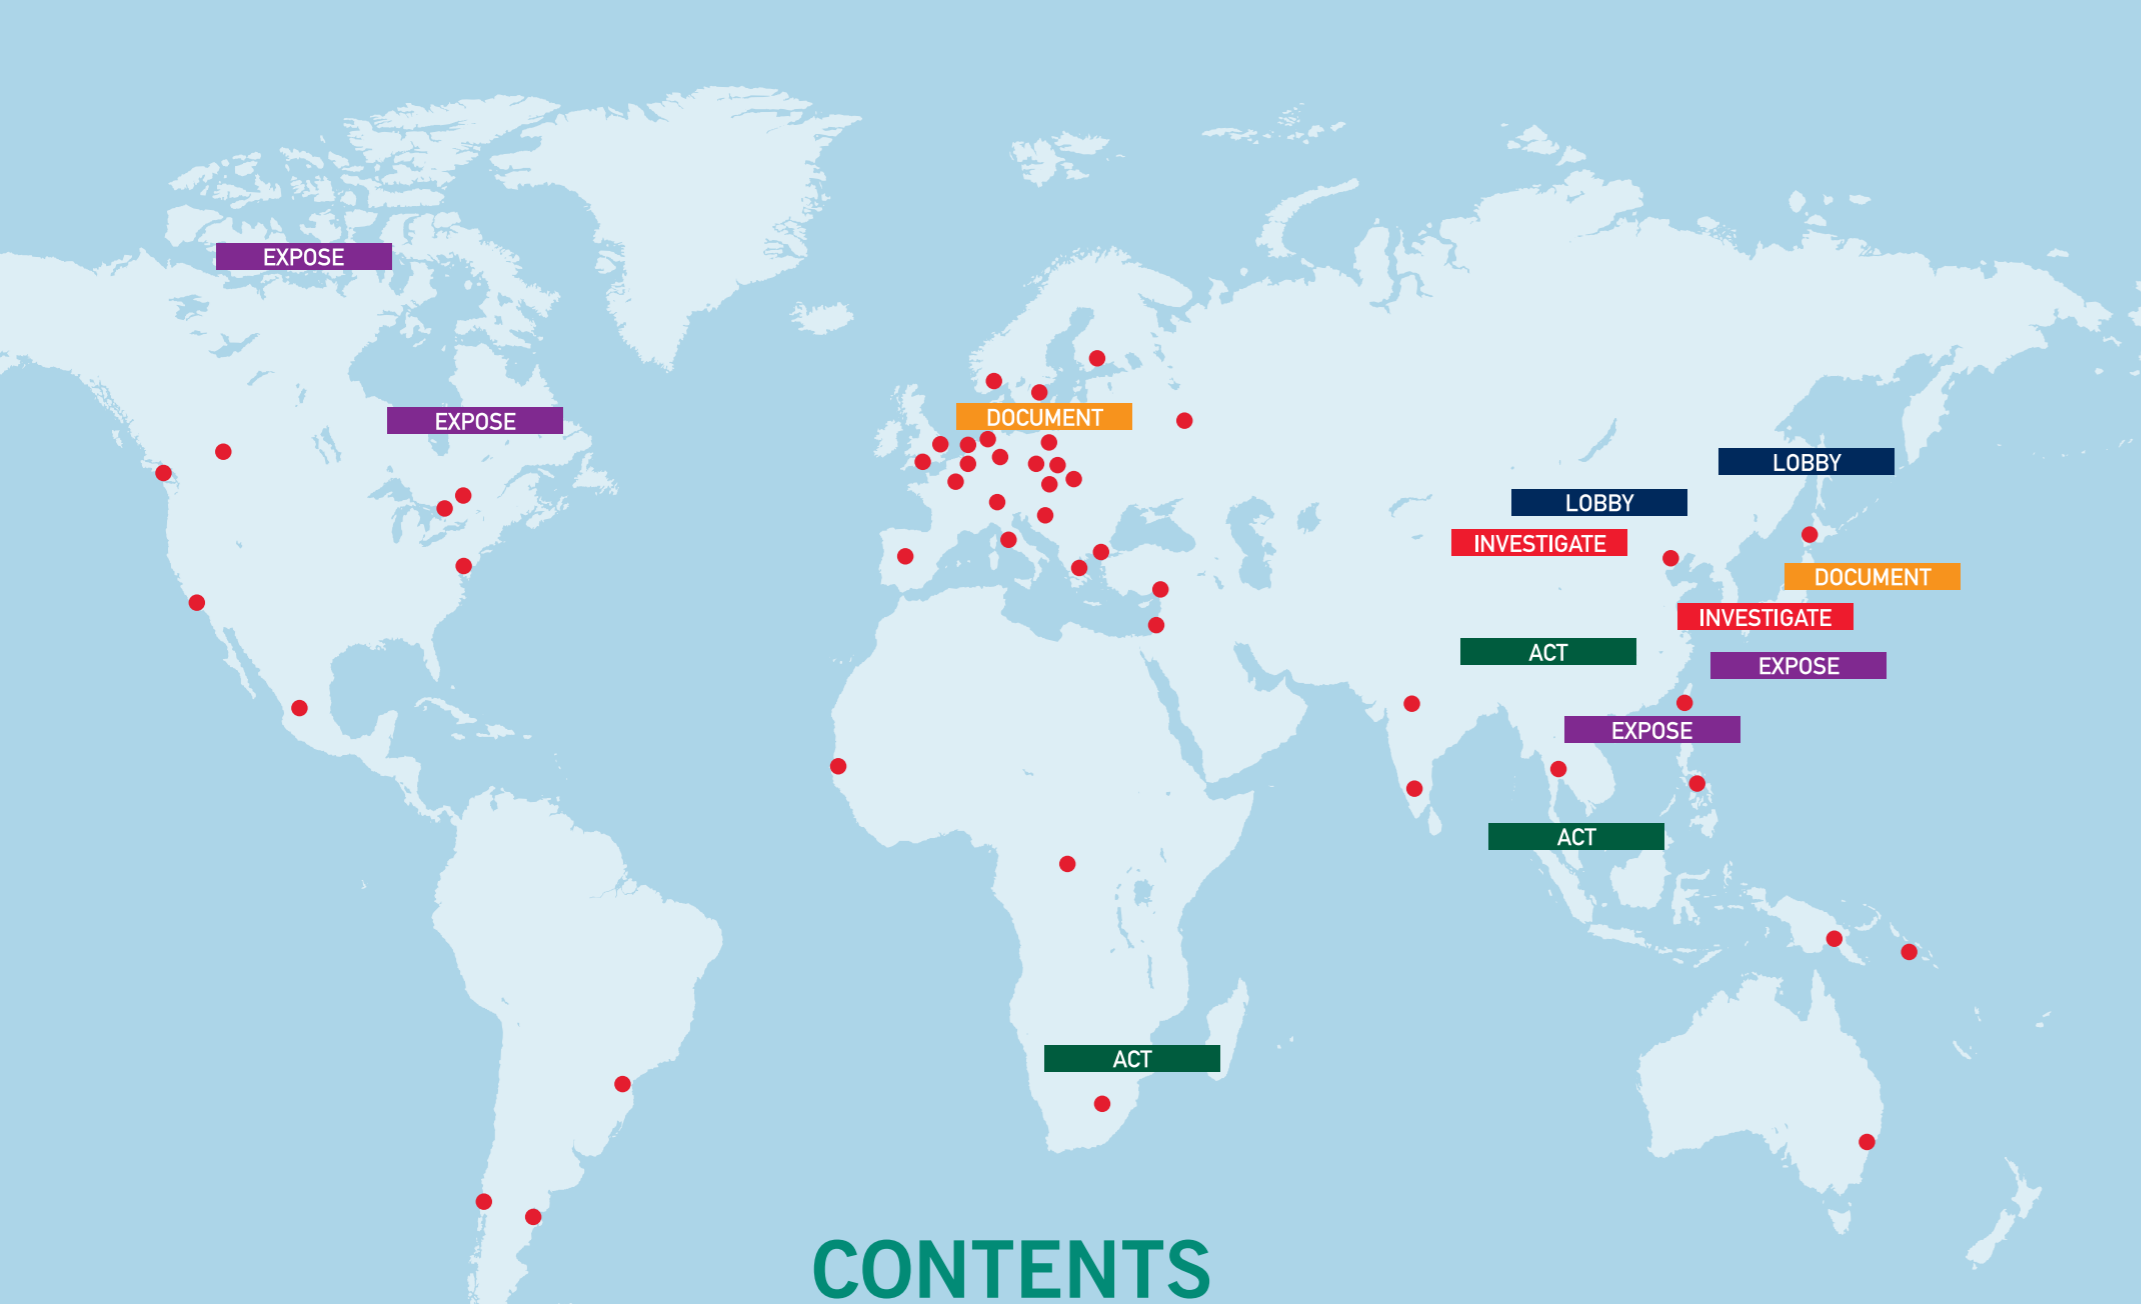 EXPOSE
DOCUMENT
EXPOSE
LOBBY
LOBBY
INVESTIGATE
DOCUMENT
INVESTIGATE
ACT
EXPOSE
EXPOSE
ACT
ACT
CONTENTS